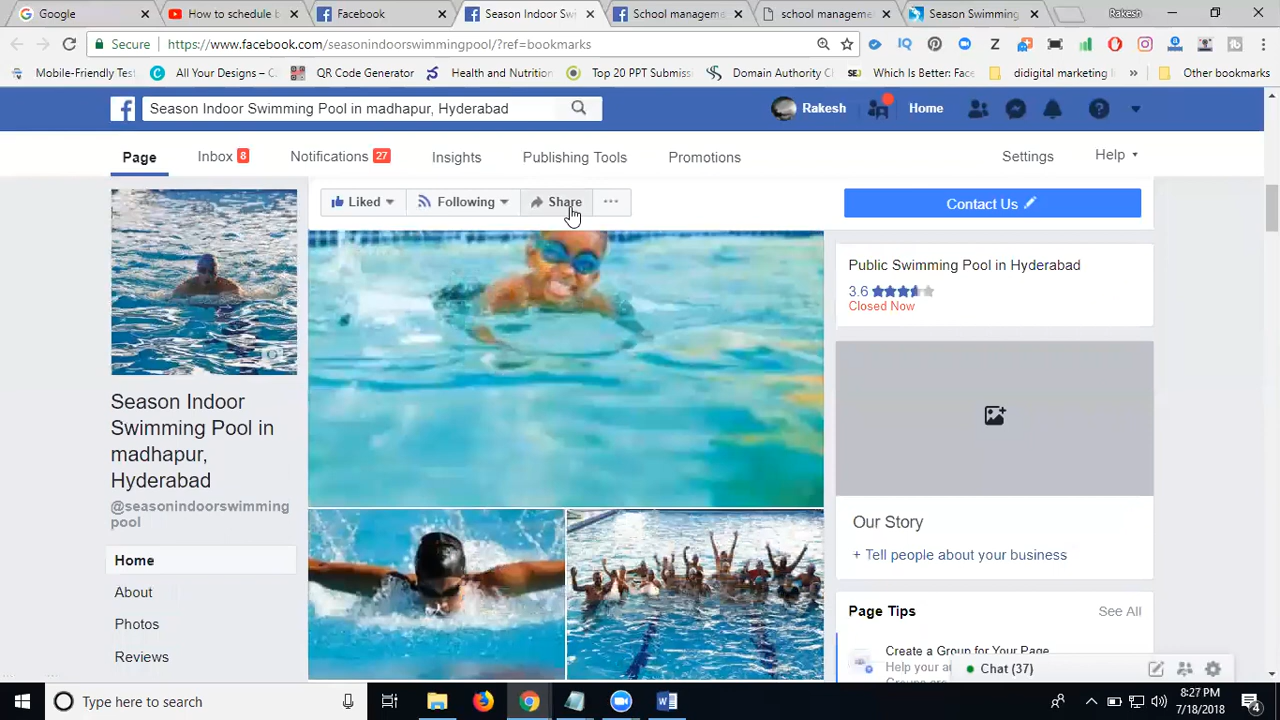 Google
How to schedule b
Facebook
Season Indoor Sw
School managem
school manageme
Season Swimming
Rakesh
Secure
https://www.facebook.com/seasonindoorswimmingpool/?ref=bookmarks
Mobile-Friendly Test
All Your Designs – C
QR Code Generator
Health and Nutrition
Top 20 PPT Submiss
Domain Authority C
Which Is Better: Fac
didigital marketing
Other bookmarks
Season Indoor Swimming Pool in madhapur, Hyderabad
Rakesh
Home
Page
Inbox 8
Notifications 27
Insights
Publishing Tools
Promotions
Settings
Help
Liked
Following
Share
Contact Us
Public Swimming Pool in Hyderabad
3.6
Closed Now
Season Indoor
Swimming Pool in
madhapur,
Hyderabad
@seasonindoorswimming
pool
Our Story
+ Tell people about your business
Home
About
Photos
Reviews
Page Tips
See All
Create a Group for Your Page
Help your a
Chat (37)
Type here to search
8:27 PM
7/18/2018
4